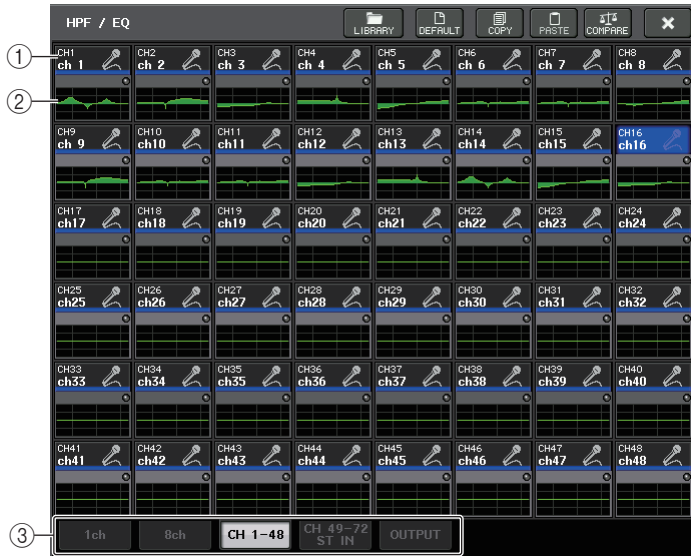 HPF / EQ
LIBRARY DEFAULT COPY PASTE COMPARE
① CH1 CH2 CH3 CH4 CH5 CH6 CH7 CH8
ch 1 ch 2 ch 3 ch 4 ch 5 ch 6 ch 7 ch 8
②
CH9 CH10 CH11 CH12 CH13 CH14 CH15 CH16
ch 9 ch10 ch11 ch12 ch13 ch14 ch15 ch16
CH17 CH18 CH19 CH20 CH21 CH22 CH23 CH24
ch17 ch18 ch19 ch20 ch21 ch22 ch23 ch24
CH25 CH26 CH27 CH28 CH29 CH30 CH31 CH32
ch25 ch26 ch27 ch28 ch29 ch30 ch31 ch32
CH33 CH34 CH35 CH36 CH37 CH38 CH39 CH40
ch33 ch34 ch35 ch36 ch37 ch38 ch39 ch40
CH41 CH42 CH43 CH44 CH45 CH46 CH47 CH48
ch41 ch42 ch43 ch44 ch45 ch46 ch47 ch48
③ 1ch 8ch CH 1-48 CH 49-72 OUTPUT
ST IN